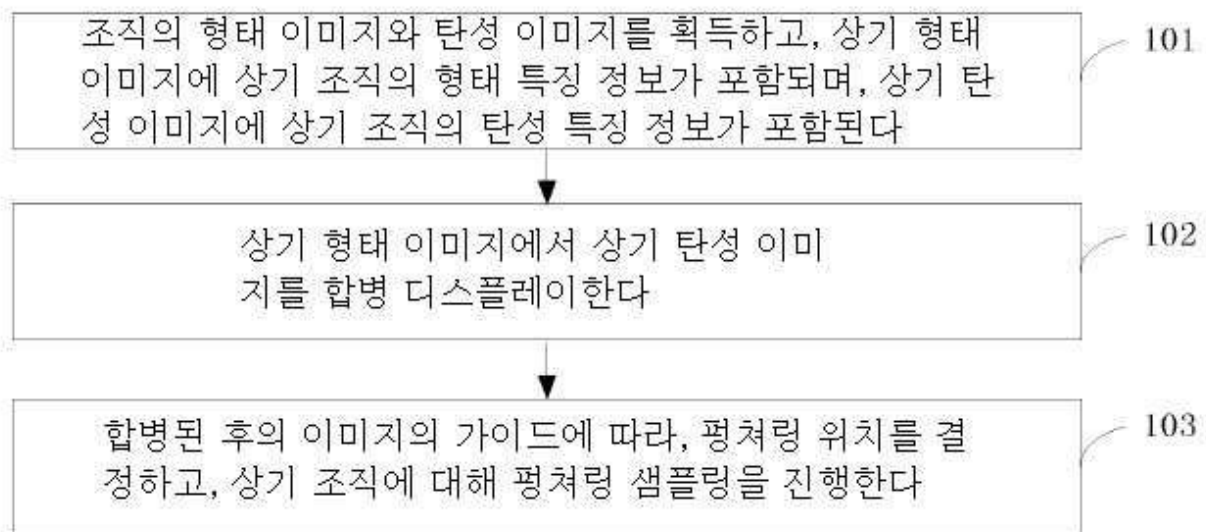 조직의 형태 이미지와 탄성 이미지를 획득하고, 상기 형태
이미지에 상기 조직의 형태 특징 정보가 포함되며, 상기 탄
성 이미지에 상기 조직의 탄성 특징 정보가 포함된다
101
상기 형태 이미지에서 상기 탄성 이미
지를 합병 디스플레이한다
102
합병된 후의 이미지의 가이드에 따라, 펑쳐링 위치를 결
정하고, 상기 조직에 대해 펑쳐링 샘플링을 진행한다
103